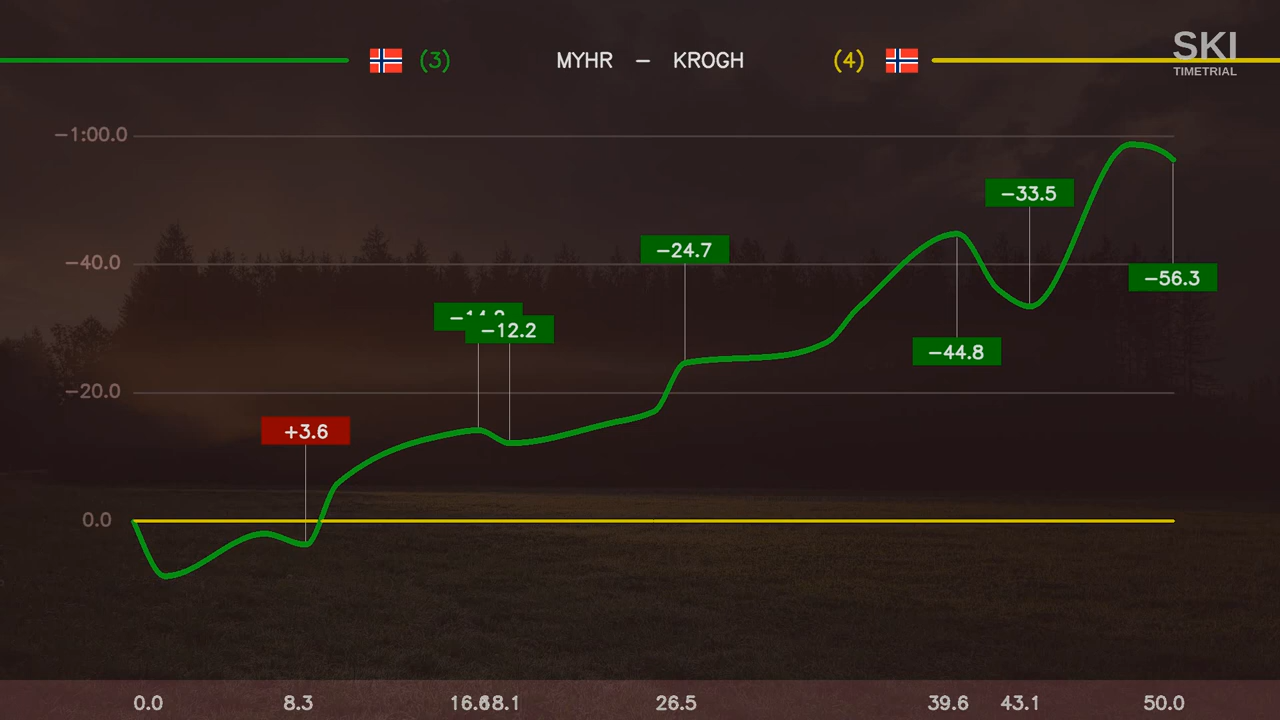 (3) MYHR – KROGH (4)
SKI
TIMETRIAL
−1:00.0
−33.5
−24.7
−40.0
−56.3
−12.2
−44.8
−20.0
+3.6
0.0
0.0 8.3 18.1 26.5 39.6 43.1 50.0